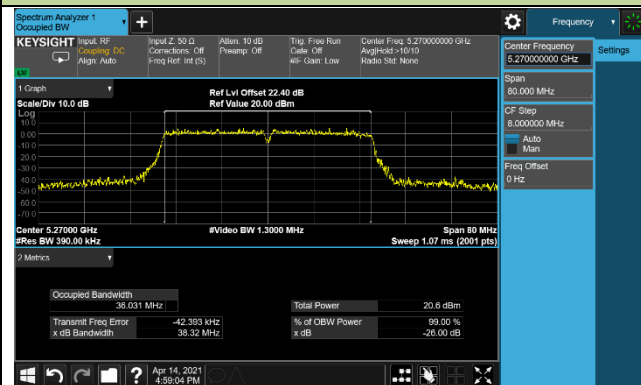 Spectrum Analyzer 1
Occupied BW
+
Frequency
KEYSIGHT
Input: RF
Coupling: DC
Align: Auto
Input Z: 50 Ω
Corrections: Off
Freq Ref: Int (S)
Atten: 10 dB
Preamp: Off
Trig: Free Run
Gate: Off
#IF Gain: Low
Center Freq: 5.270000000 GHz
Avg|Hold:>10/10
Radio Std: None
Center Frequency
5.270000000 GHz
Settings
Span
80.000 MHz
CF Step
8.000000 MHz
Auto
Man
Freq Offset
0 Hz
1 Graph
Scale/Div 10.0 dB
Ref Lvl Offset 22.40 dB
Ref Value 20.00 dBm
Log
10.0
0.00
-10.0
-20.0
-30.0
-40.0
-50.0
-60.0
-70.0
Center 5.27000 GHz
#Video BW 1.3000 MHz
Span 80 MHz
#Res BW 390.00 kHz
Sweep 1.07 ms (2001 pts)
2 Metrics
Occupied Bandwidth
36.031 MHz
Total Power 20.6 dBm
Transmit Freq Error -42.393 kHz
% of OBW Power 99.00 %
x dB Bandwidth 38.32 MHz
x dB -26.00 dB
?
Apr 14, 2021
4:59:04 PM